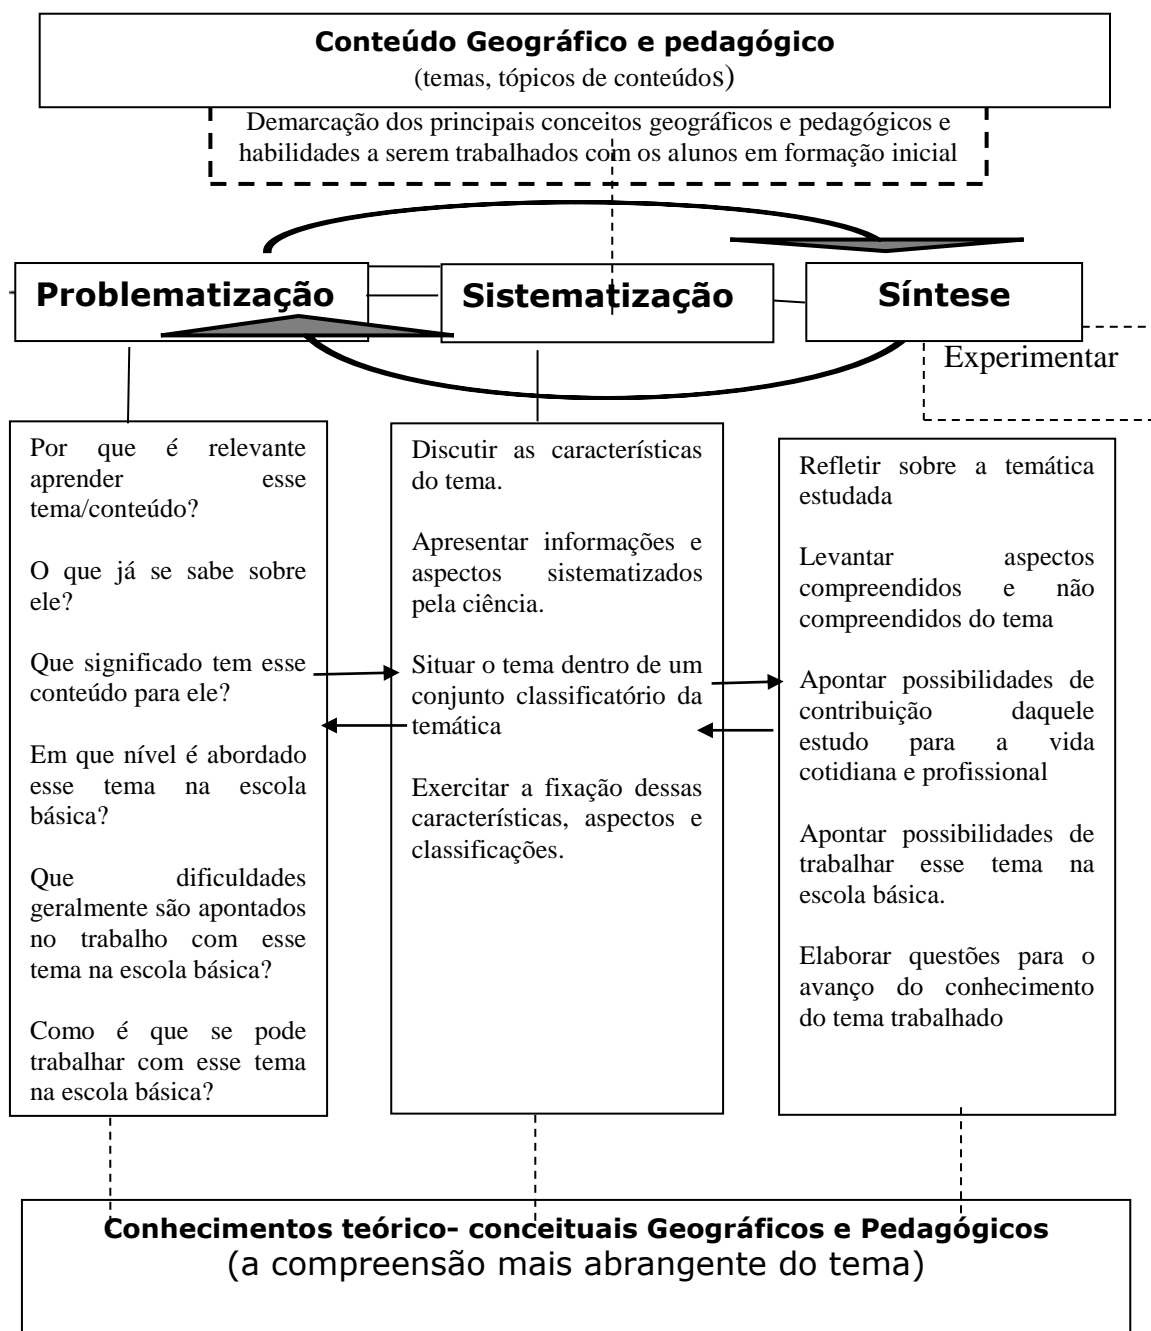 Conteúdo Geográfico e pedagógico
(temas, tópicos de conteúdos)
Demarcação dos principais conceitos geográficos e pedagógicos e
habilidades a serem trabalhados com os alunos em formação inicial
Problematização
Sistematização
Síntese
Experimentar
Por que é relevante
aprender esse
tema/conteúdo?
O que já se sabe sobre
ele?
Que significado tem esse
conteúdo para ele?
Em que nível é abordado
esse tema na escola
básica?
Que dificuldades
geralmente são apontados
no trabalho com esse
tema na escola básica?
Como é que se pode
trabalhar com esse tema
na escola básica?
Discutir as características
do tema.
Apresentar informações e
aspectos sistematizados
pela ciência.
Situar o tema dentro de um
conjunto classificatório da
temática
Exercitar a fixação dessas
características, aspectos e
classificações.
Refletir sobre a temática
estudada
Levantar aspectos
compreendidos e não
compreendidos do tema
Apontar possibilidades de
contribuição daquele
estudo para a vida
cotidiana e profissional
Apontar possibilidades de
trabalhar esse tema na
escola básica.
Elaborar questões para o
avanço do conhecimento
do tema trabalhado
Conhecimentos teórico- conceituais Geográficos e Pedagógicos
(a compreensão mais abrangente do tema)